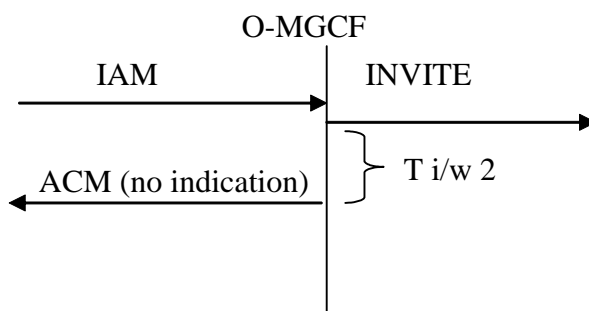 O-MGCF
IAM
INVITE
T i/w 2
ACM (no indication)